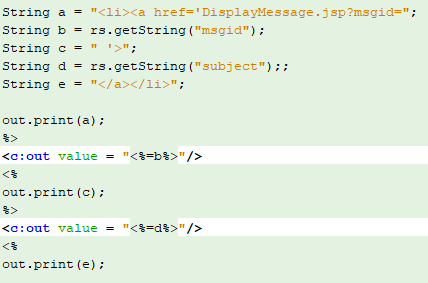 String a = "<li><a href='DisplayMessage.jsp?msgid=";
String b = rs.getString("msgid");
String c = " '>";
String d = rs.getString("subject");;
String e = "</a></li>";
out.print(a);
%>
<c:out value = "<%=b%>"/>
<%
out.print(c);
%>
<c:out value = "<%=d%>"/>
<%
out.print(e);